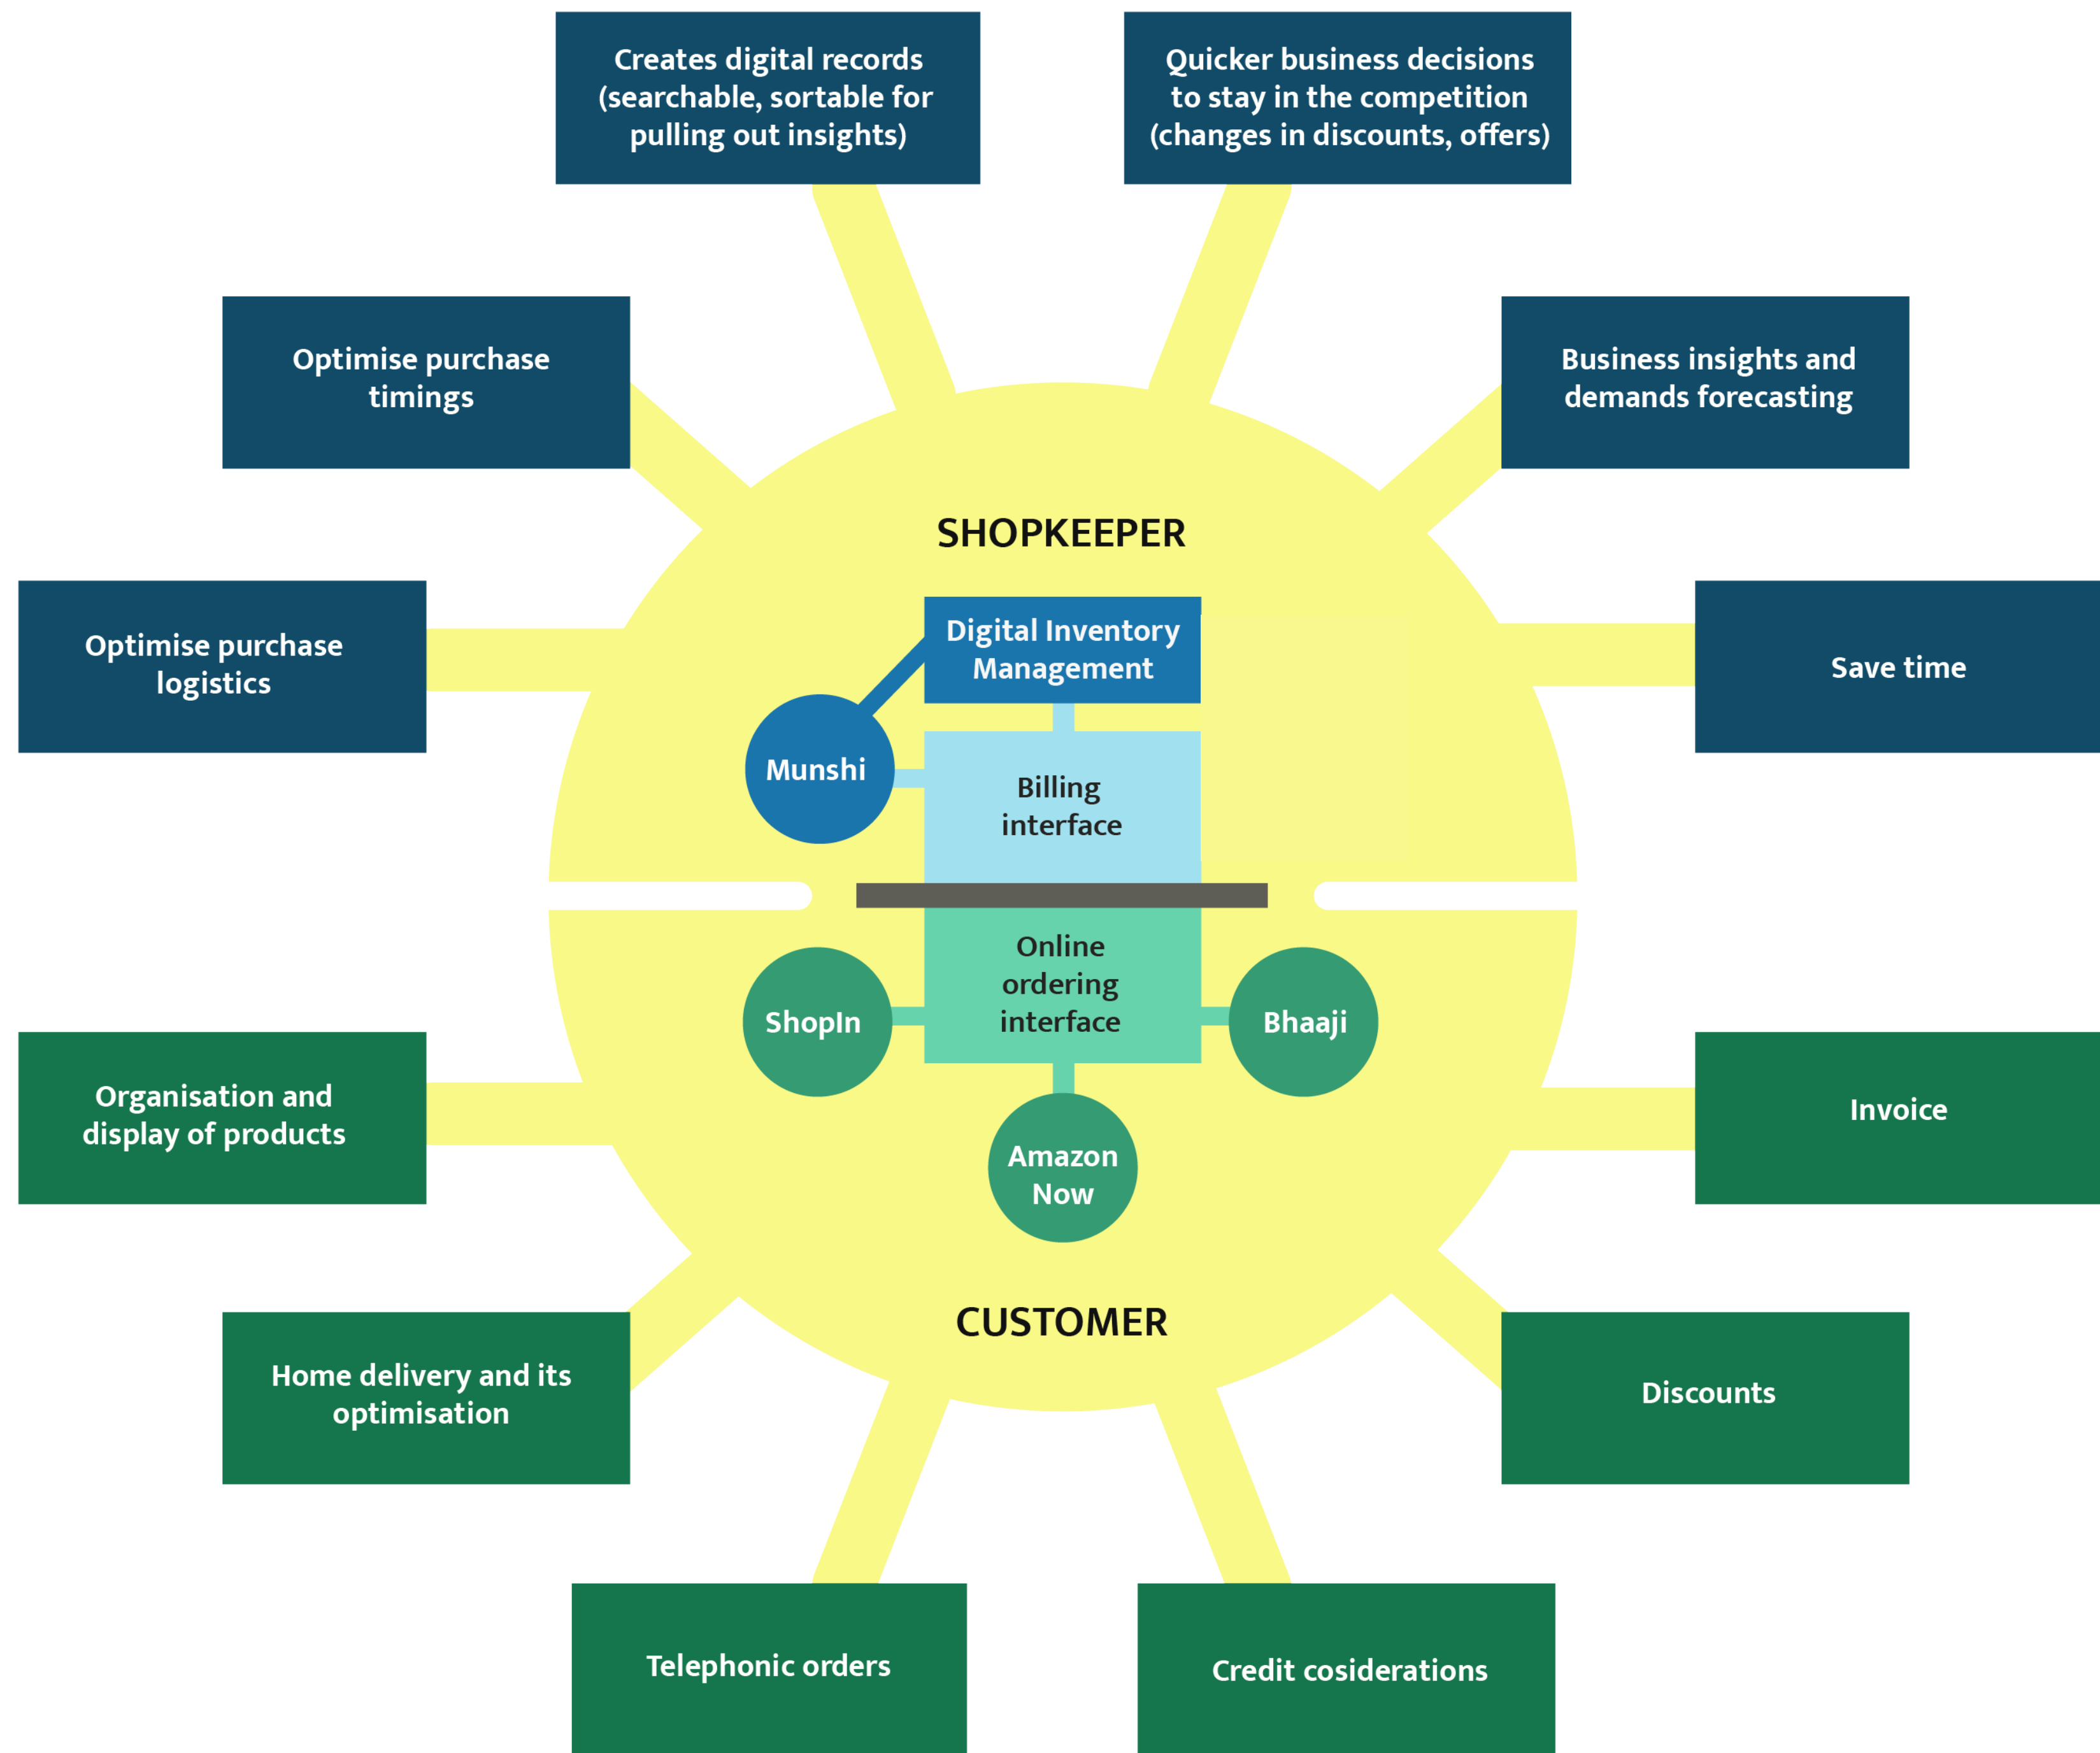 Creates digital records
(searchable, sortable for
pulling out insights)
Quicker business decisions
to stay in the competition
(changes in discounts, offers)
Optimise purchase
timings
Business insights and
demands forecasting
Optimise purchase
logistics
Save time
SHOPKEEPER
Digital Inventory
Management
Munshi
Billing
interface
Online
ordering
interface
ShopIn
Bhaaji
Amazon
Now
CUSTOMER
Organisation and
display of products
Invoice
Home delivery and its
optimisation
Discounts
Telephonic orders
Credit cosiderations